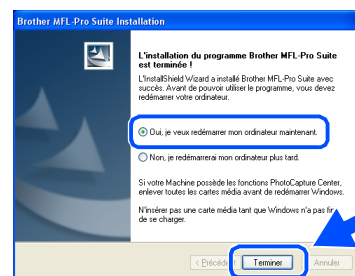 Brother MFL-Pro Suite Installation
L'installation du programme Brother MFL-Pro Suite
est terminée !
L'InstallShield Wizard a installé Brother MFL-Pro Suite avec
succès. Avant de pouvoir utiliser le programme, vous devez
redémarrer votre ordinateur.
Oui, je veux redémarrer mon ordinateur maintenant.
Non, je redémarrerai mon ordinateur plus tard.
Si votre Machine possède les fonctions PhotoCapture Center,
enlever toutes les cartes média avant de redémarrer Windows.
N'insérer pas une carte média tant que Windows n'a pas fini
de se charger.
< Précédent Terminer Annuler